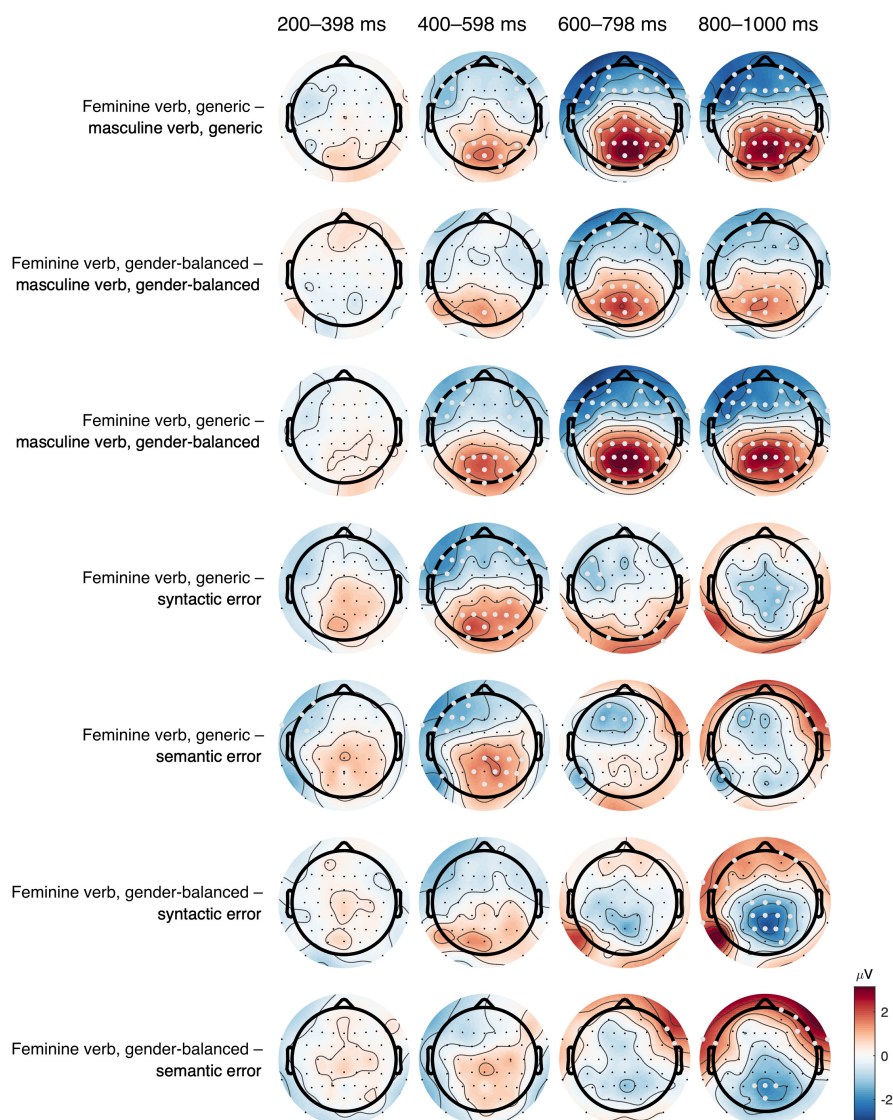 200–398 ms 400–598 ms 600–798 ms 800–1000 ms
Feminine verb, generic –
masculine verb, generic
Feminine verb, gender-balanced –
masculine verb, gender-balanced
Feminine verb, generic –
masculine verb, gender-balanced
Feminine verb, generic –
syntactic error
Feminine verb, generic –
semantic error
Feminine verb, gender-balanced –
syntactic error
μV
2
0
-2
Feminine verb, gender-balanced –
semantic error